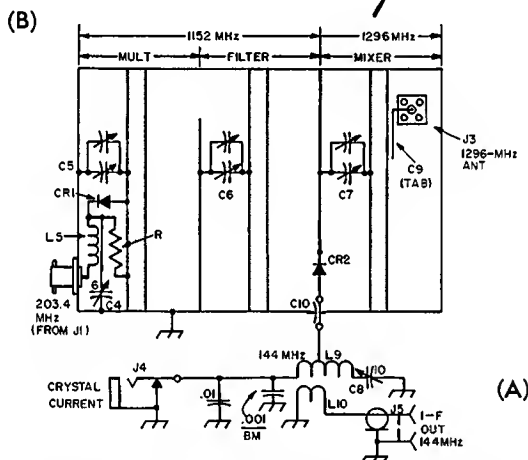 (B)
1152 MHz
1296 MHz
MULT
FILTER
MIXER
C5
C6
C7
C9
(TAB)
J3
1296-MHz
ANT
CR1
L5
R
6
C4
203.4
MHz
(FROM J1)
CR2
C10
144 MHz
L9
10
C8
J4
CRYSTAL
CURRENT
.01
.001
BM
L10
J5
I-F
OUT
144MHz
(A)